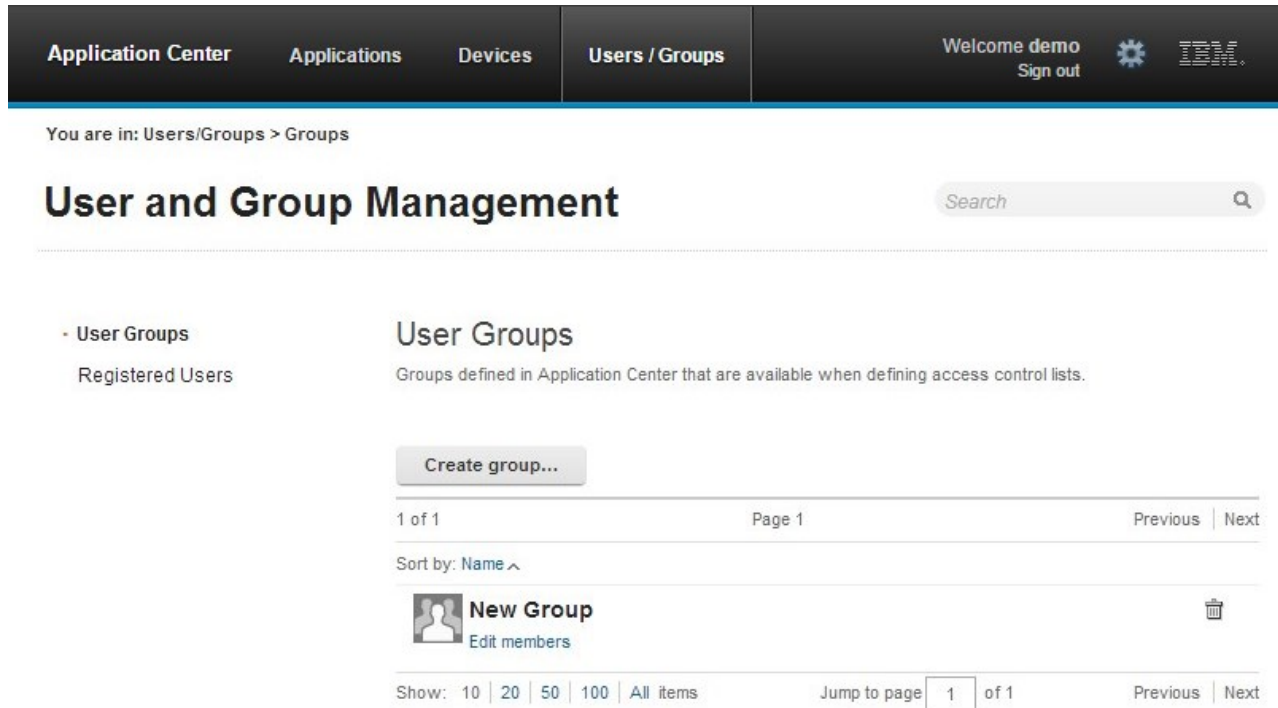 Application Center Applications Devices Users / Groups Welcome demo IBM.
Sign out
You are in: Users/Groups > Groups
User and Group Management Search
User Groups
Registered Users
User Groups
Groups defined in Application Center that are available when defining access control lists.
Create group...
1 of 1 Page 1 Previous Next
Sort by: Name
New Group
Edit members
Show: 10 20 50 100 All items Jump to page 1 of 1 Previous Next